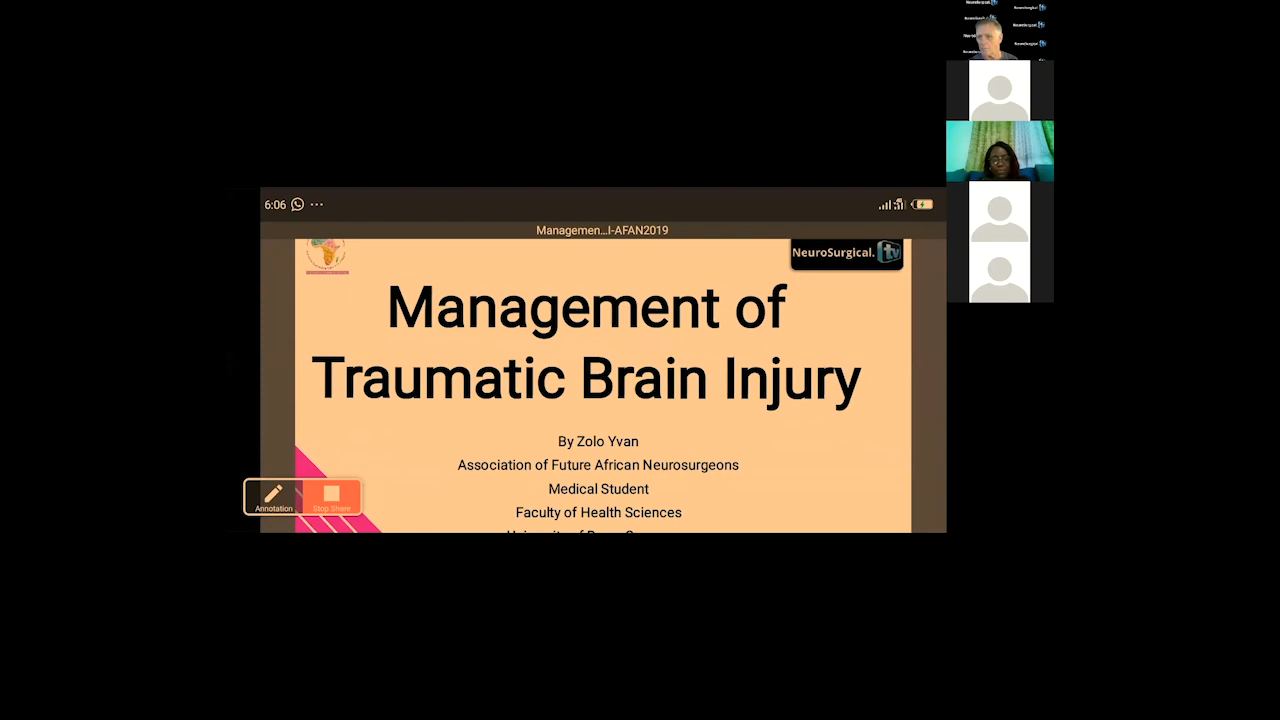 6:06
Managemen...I-AFAN2019
NeuroSurgical.tv
Management of
Traumatic Brain Injury
By Zolo Yvan
Association of Future African Neurosurgeons
Medical Student
Faculty of Health Sciences
Annotation
Stop Share